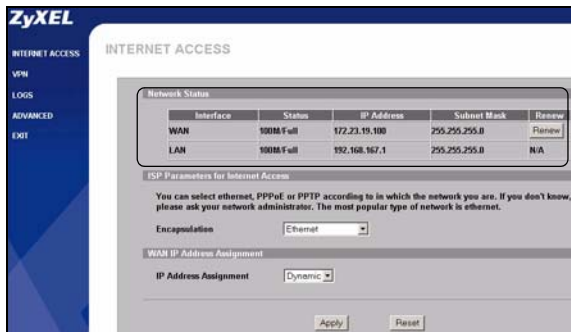 ZyXEL
INTERNET ACCESS
VPN
LOGS
ADVANCED
EXIT
INTERNET ACCESS
Network Status
Interface Status IP Address Subnet Mask Renew
WAN 100M/Full 172.23.19.100 255.255.255.0 Renew
LAN 100M/Full 192.168.167.1 255.255.255.0 N/A
ISP Parameters for Internet Access
You can select ethernet, PPPoE or PPTP according to in which the network you are. If you don't know,
please ask your network administrator. The most popular type of network is ethernet.
Encapsulation Ethernet
WAN IP Address Assignment
IP Address Assignment Dynamic
Apply Reset